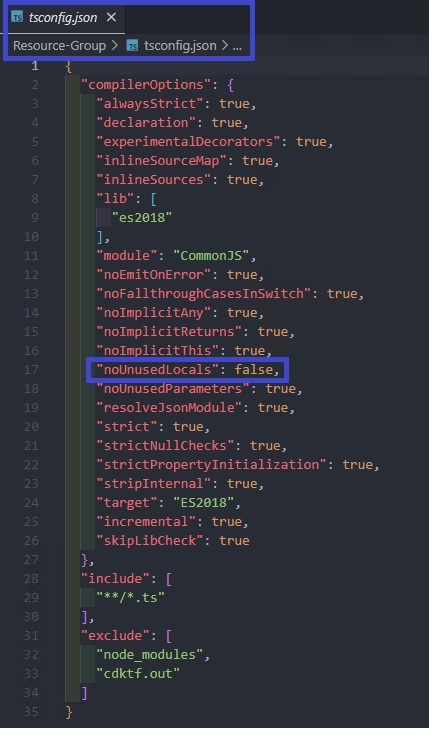 TS tsconfig.json ×
Resource-Group > TS tsconfig.json > ...
1 {
2 "compilerOptions": {
3 "alwaysStrict": true,
4 "declaration": true,
5 "experimentalDecorators": true,
6 "inlineSourceMap": true,
7 "inlineSources": true,
8 "lib": [
9 "es2018"
10 ],
11 "module": "CommonJS",
12 "noEmitOnError": true,
13 "noFallthroughCasesInSwitch": true,
14 "noImplicitAny": true,
15 "noImplicitReturns": true,
16 "noImplicitThis": true,
17 "noUnusedLocals": false,
18 "noUnusedParameters": true,
19 "resolveJsonModule": true,
20 "strict": true,
21 "strictNullChecks": true,
22 "strictPropertyInitialization": true,
23 "stripInternal": true,
24 "target": "ES2018",
25 "incremental": true,
26 "skipLibCheck": true
27 },
28 "include": [
29 "**/*.ts"
30 ],
31 "exclude": [
32 "node_modules",
33 "cdktf.out"
34 ]
35 }